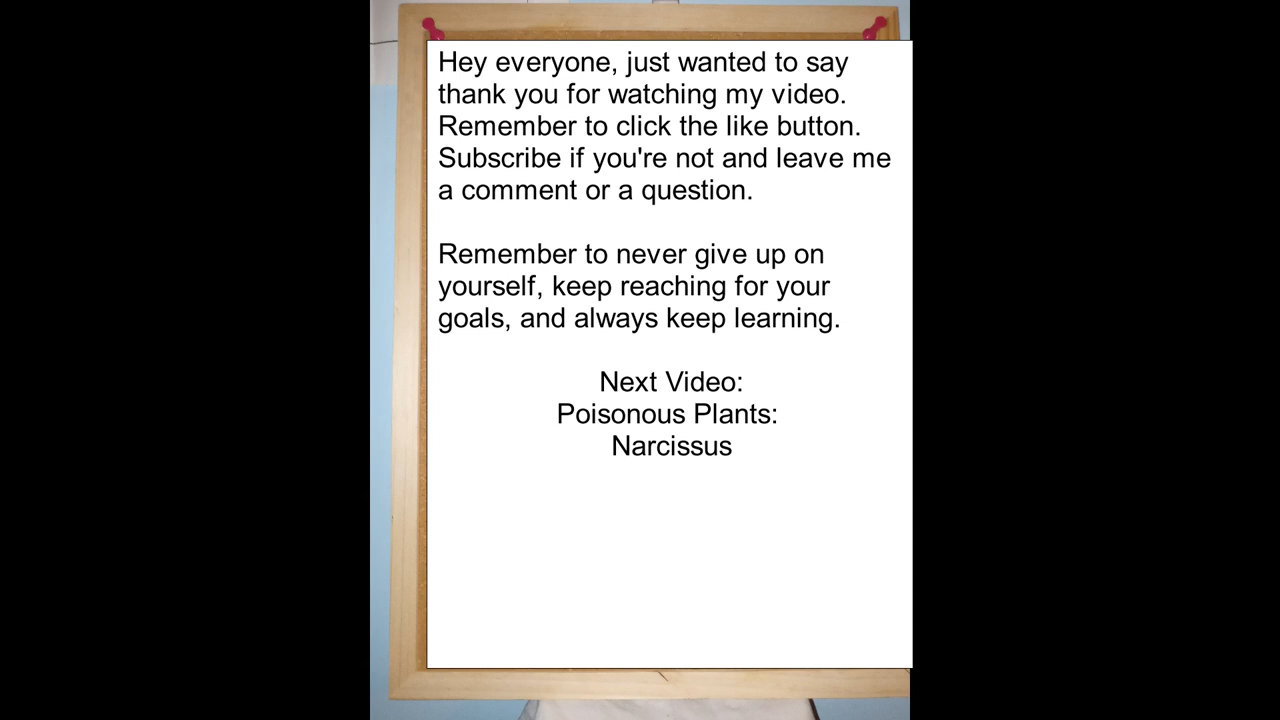 Hey everyone, just wanted to say
thank you for watching my video.
Remember to click the like button.
Subscribe if you're not and leave me
a comment or a question.
Remember to never give up on
yourself, keep reaching for your
goals, and always keep learning.
Next Video:
Poisonous Plants:
Narcissus